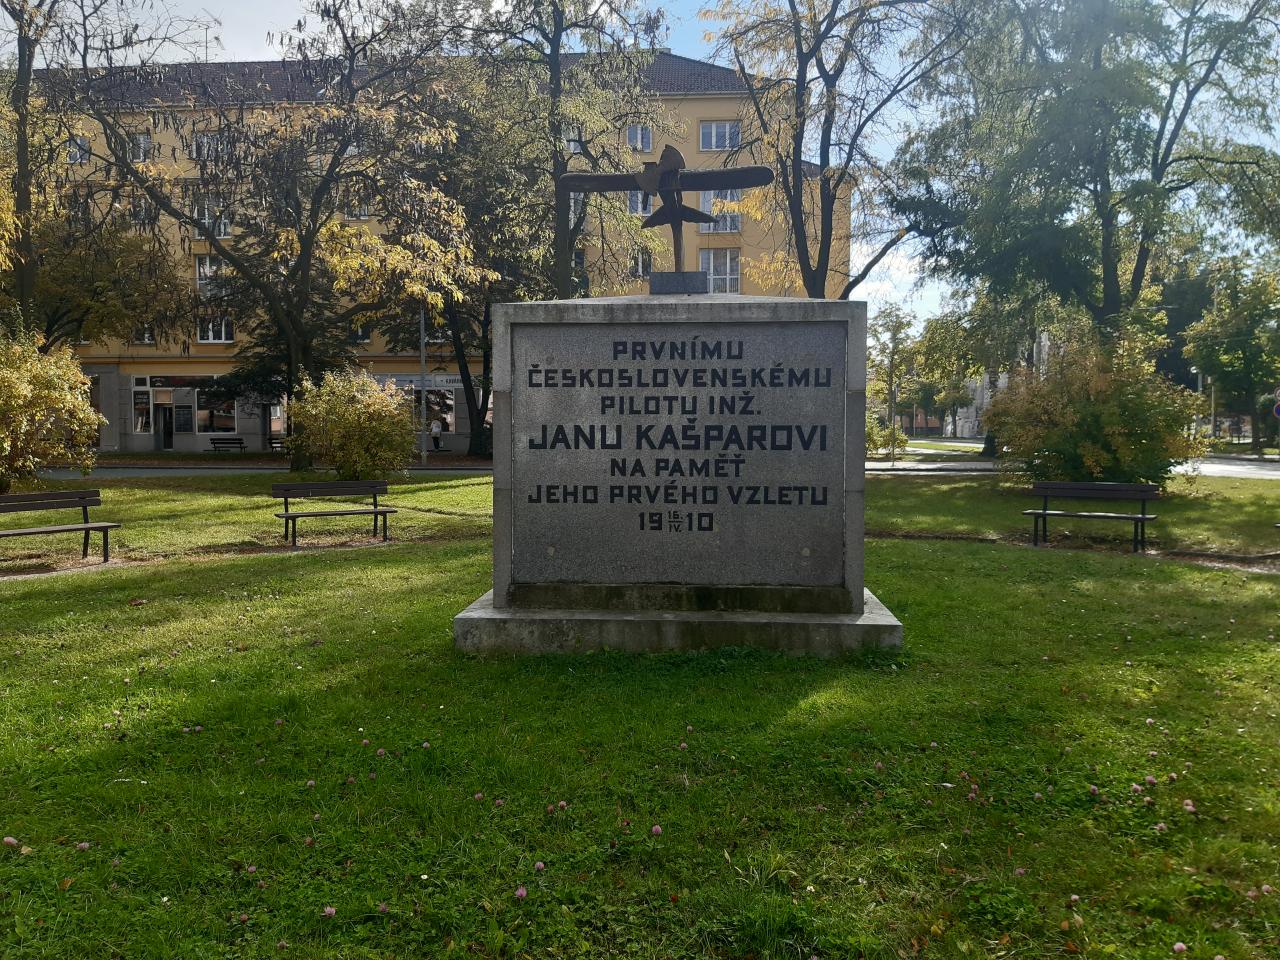 PRVNÍMU
ČESKOSLOVENSKÉMU
PILOTU INŽ.
JANU KAŠPAROVI
NA PAMĚŤ
JEHO PRVÉHO VZLETU
19 16./IV. 10